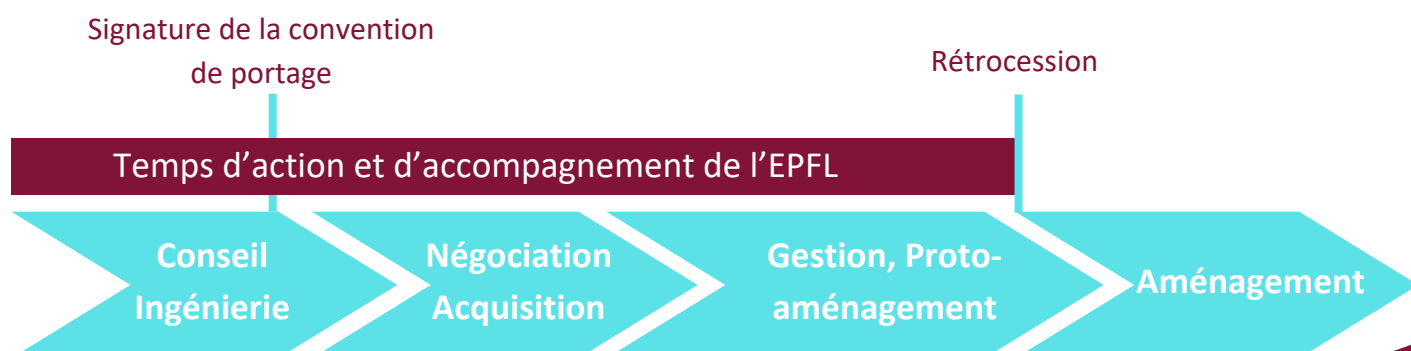 Signature de la convention
de portage
Rétrocession
Temps d’action et d’accompagnement de l’EPFL
Conseil
Ingénierie
Négociation
Acquisition
Gestion, Proto-
aménagement
Aménagement